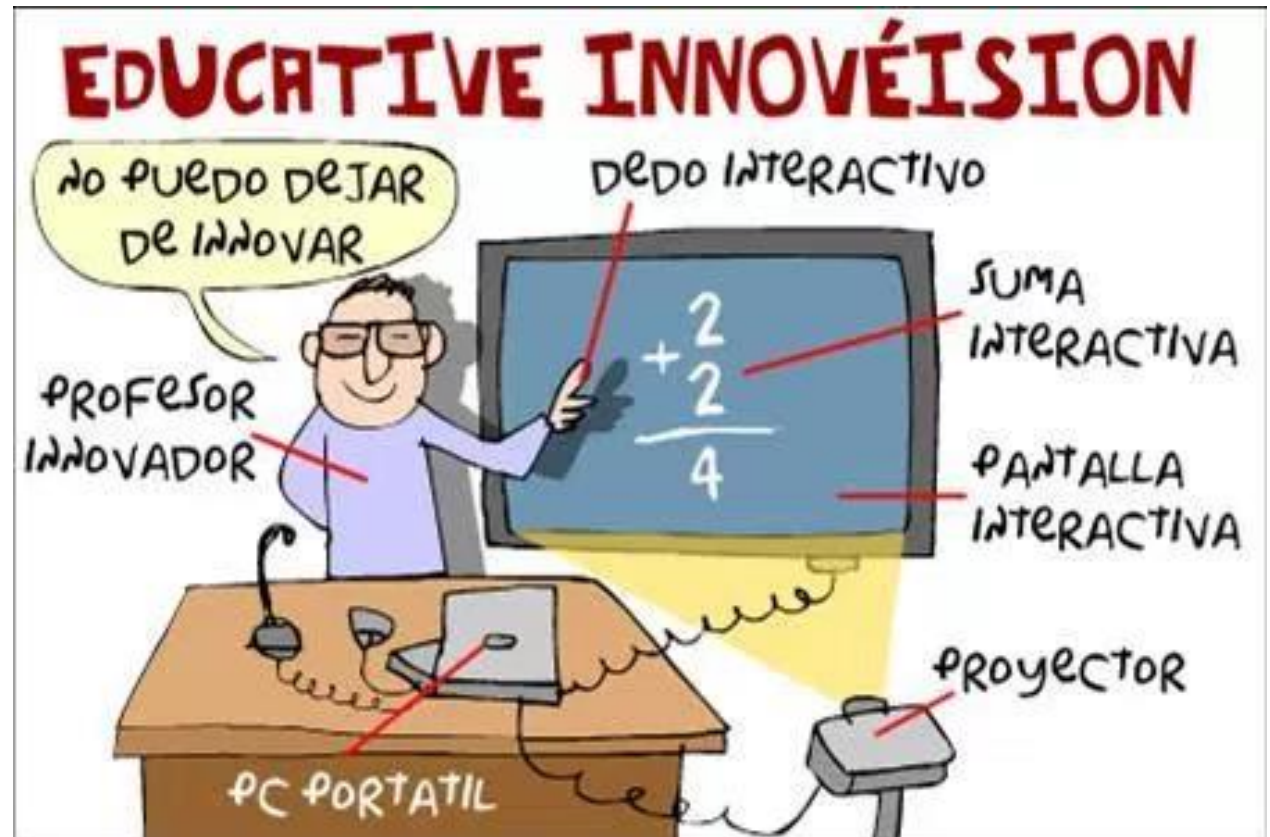 EDUCATIVE INNOVÉISION
NO PUEDO DEJAR
DE INNOVAR
DEDO INTERACTIVO
SUMA
INTERACTIVA
PROFESOR
INNOVADOR
2
+
2
4
PANTALLA
INTERACTIVA
PROYECTOR
PC PORTATIL